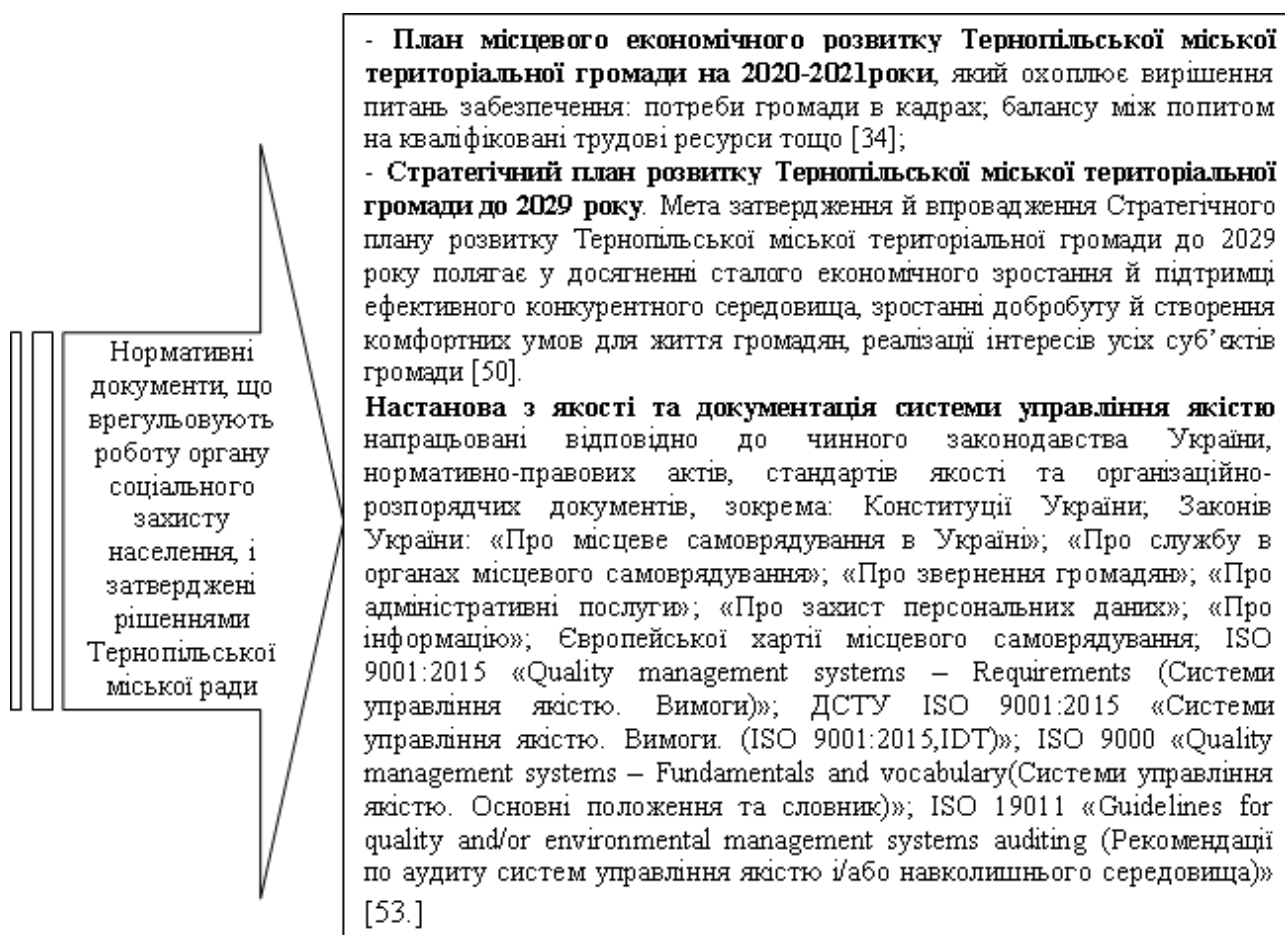 Нормативні
документи, що
врегульовують
роботу органу
соціального
захисту
населення, і
затверджені
рішеннями
Тернопільської
міської ради
- План місцевого економічного розвитку Тернопільської міської
територіальної громади на 2020-2021роки, який охоплює вирішення
питань забезпечення: потреби громади в кадрах; балансу між попитом
на кваліфіковані трудові ресурси тощо [34];
- Стратегічний план розвитку Тернопільської міської територіальної
громади до 2029 року. Мета затвердження й впровадження Стратегічного
плану розвитку Тернопільської міської територіальної громади до 2029
року полягає у досягненні сталого економічного зростання й підтримці
ефективного конкурентного середовища, зростанні добробуту й створення
комфортних умов для життя громадян, реалізації інтересів усіх суб’єктів
громади [50].
Настанова з якості та документація системи управління якістю
напрацьовані відповідно до чинного законодавства України,
нормативно-правових актів, стандартів якості та організаційно-
розпорядчих документів, зокрема: Конституції України; Законів
України: «Про місцеве самоврядування в Україні»; «Про службу в
органах місцевого самоврядування»; «Про звернення громадян»; «Про
адміністративні послуги»; «Про захист персональних даних»; «Про
інформацію»; Європейської хартії місцевого самоврядування; ISO
9001:2015 «Quality management systems – Requirements (Системи
управління якістю. Вимоги)»; ДСТУ ISO 9001:2015 «Системи
управління якістю. Вимоги. (ISO 9001:2015,IDT)»; ISO 9000 «Quality
management systems – Fundamentals and vocabulary(Системи управління
якістю. Основні положення та словник)»; ISO 19011 «Guidelines for
quality and/or environmental management systems auditing (Рекомендації
по аудиту систем управління якістю і/або навколишнього середовища)»
[53.]